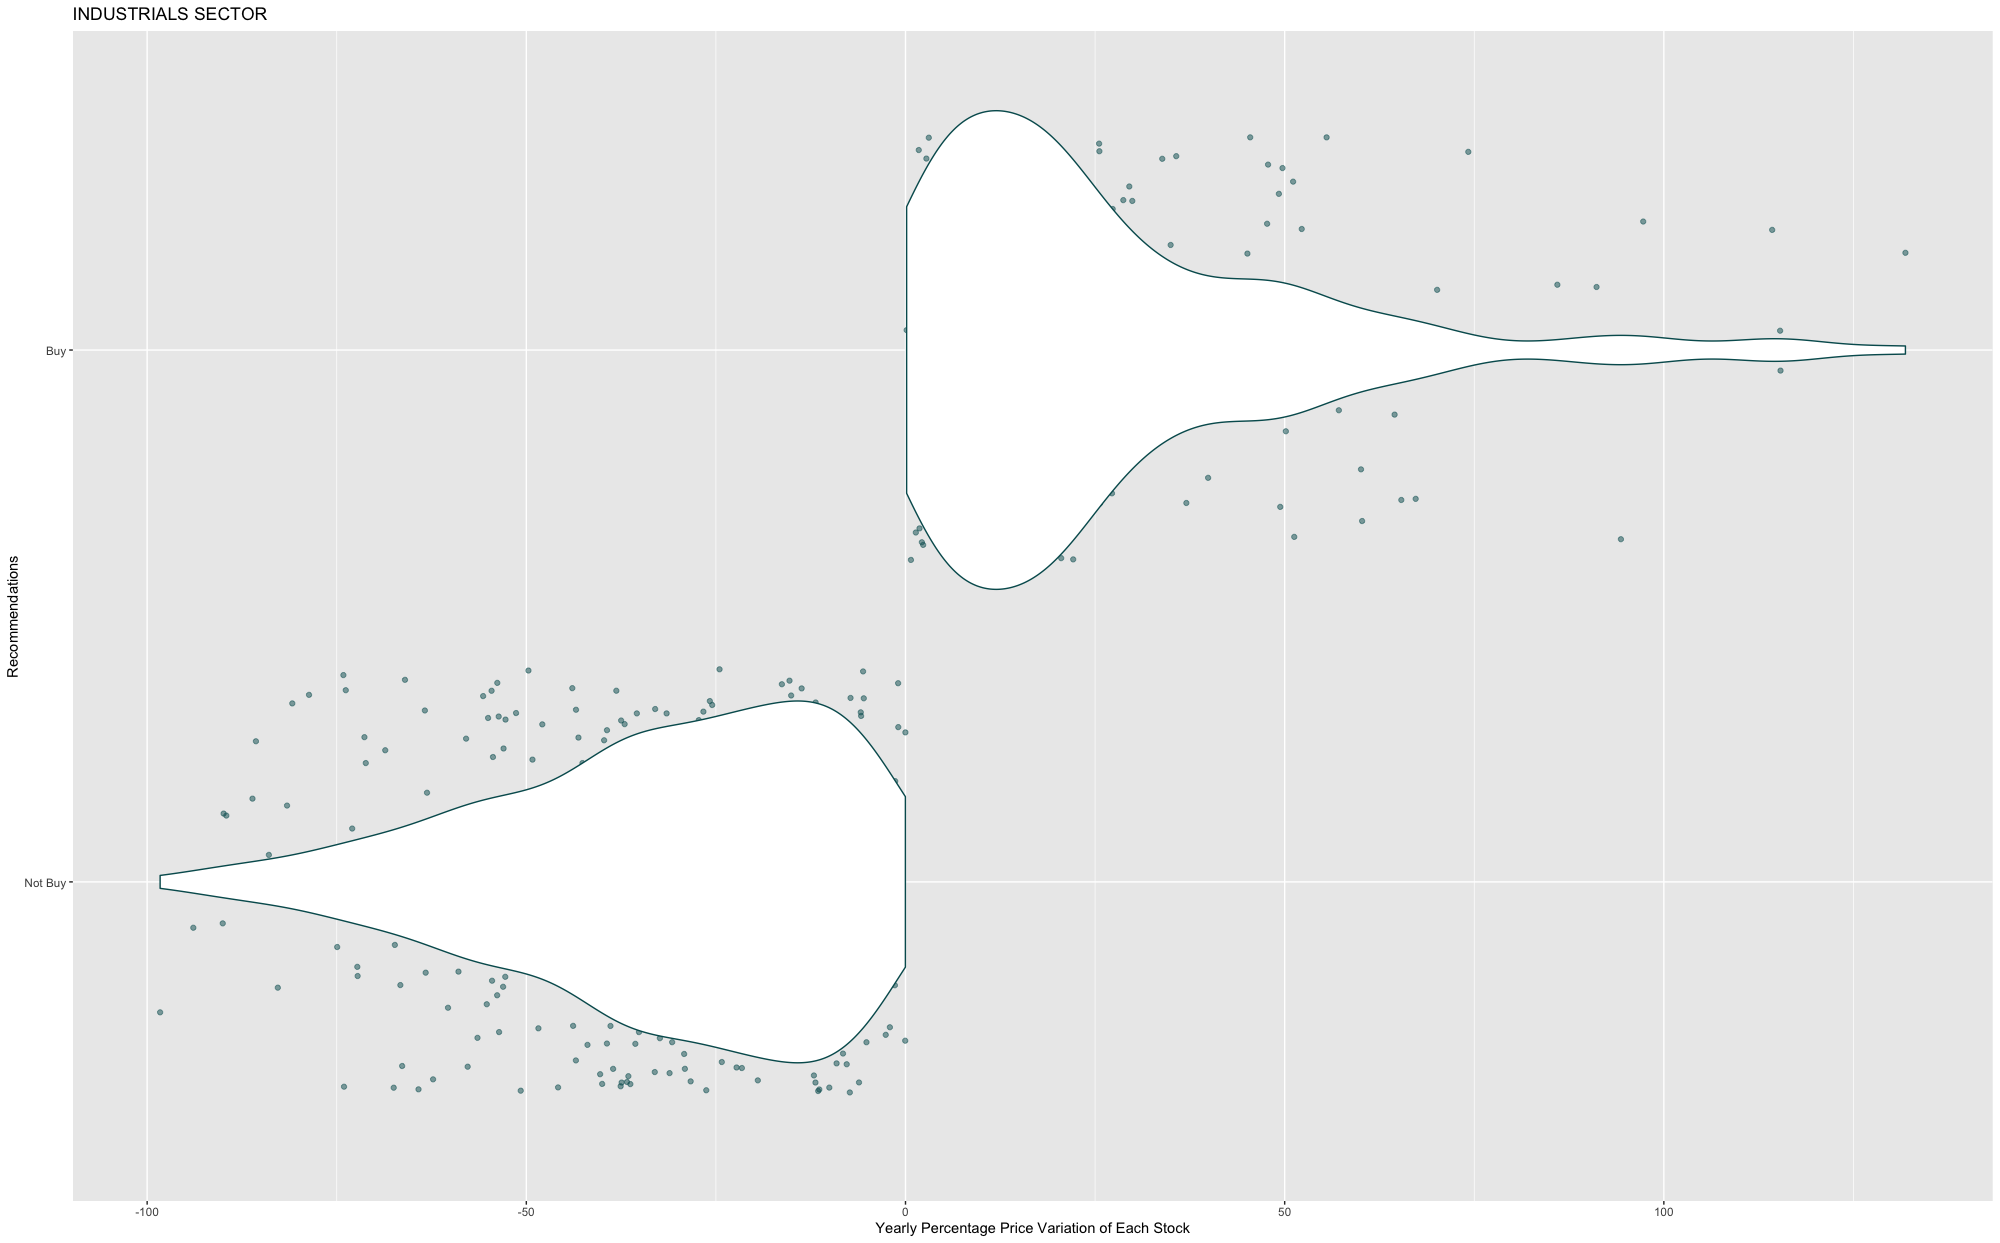 INDUSTRIALS SECTOR
Recommendations
Buy
Not Buy
-100
-50
0
50
100
Yearly Percentage Price Variation of Each Stock